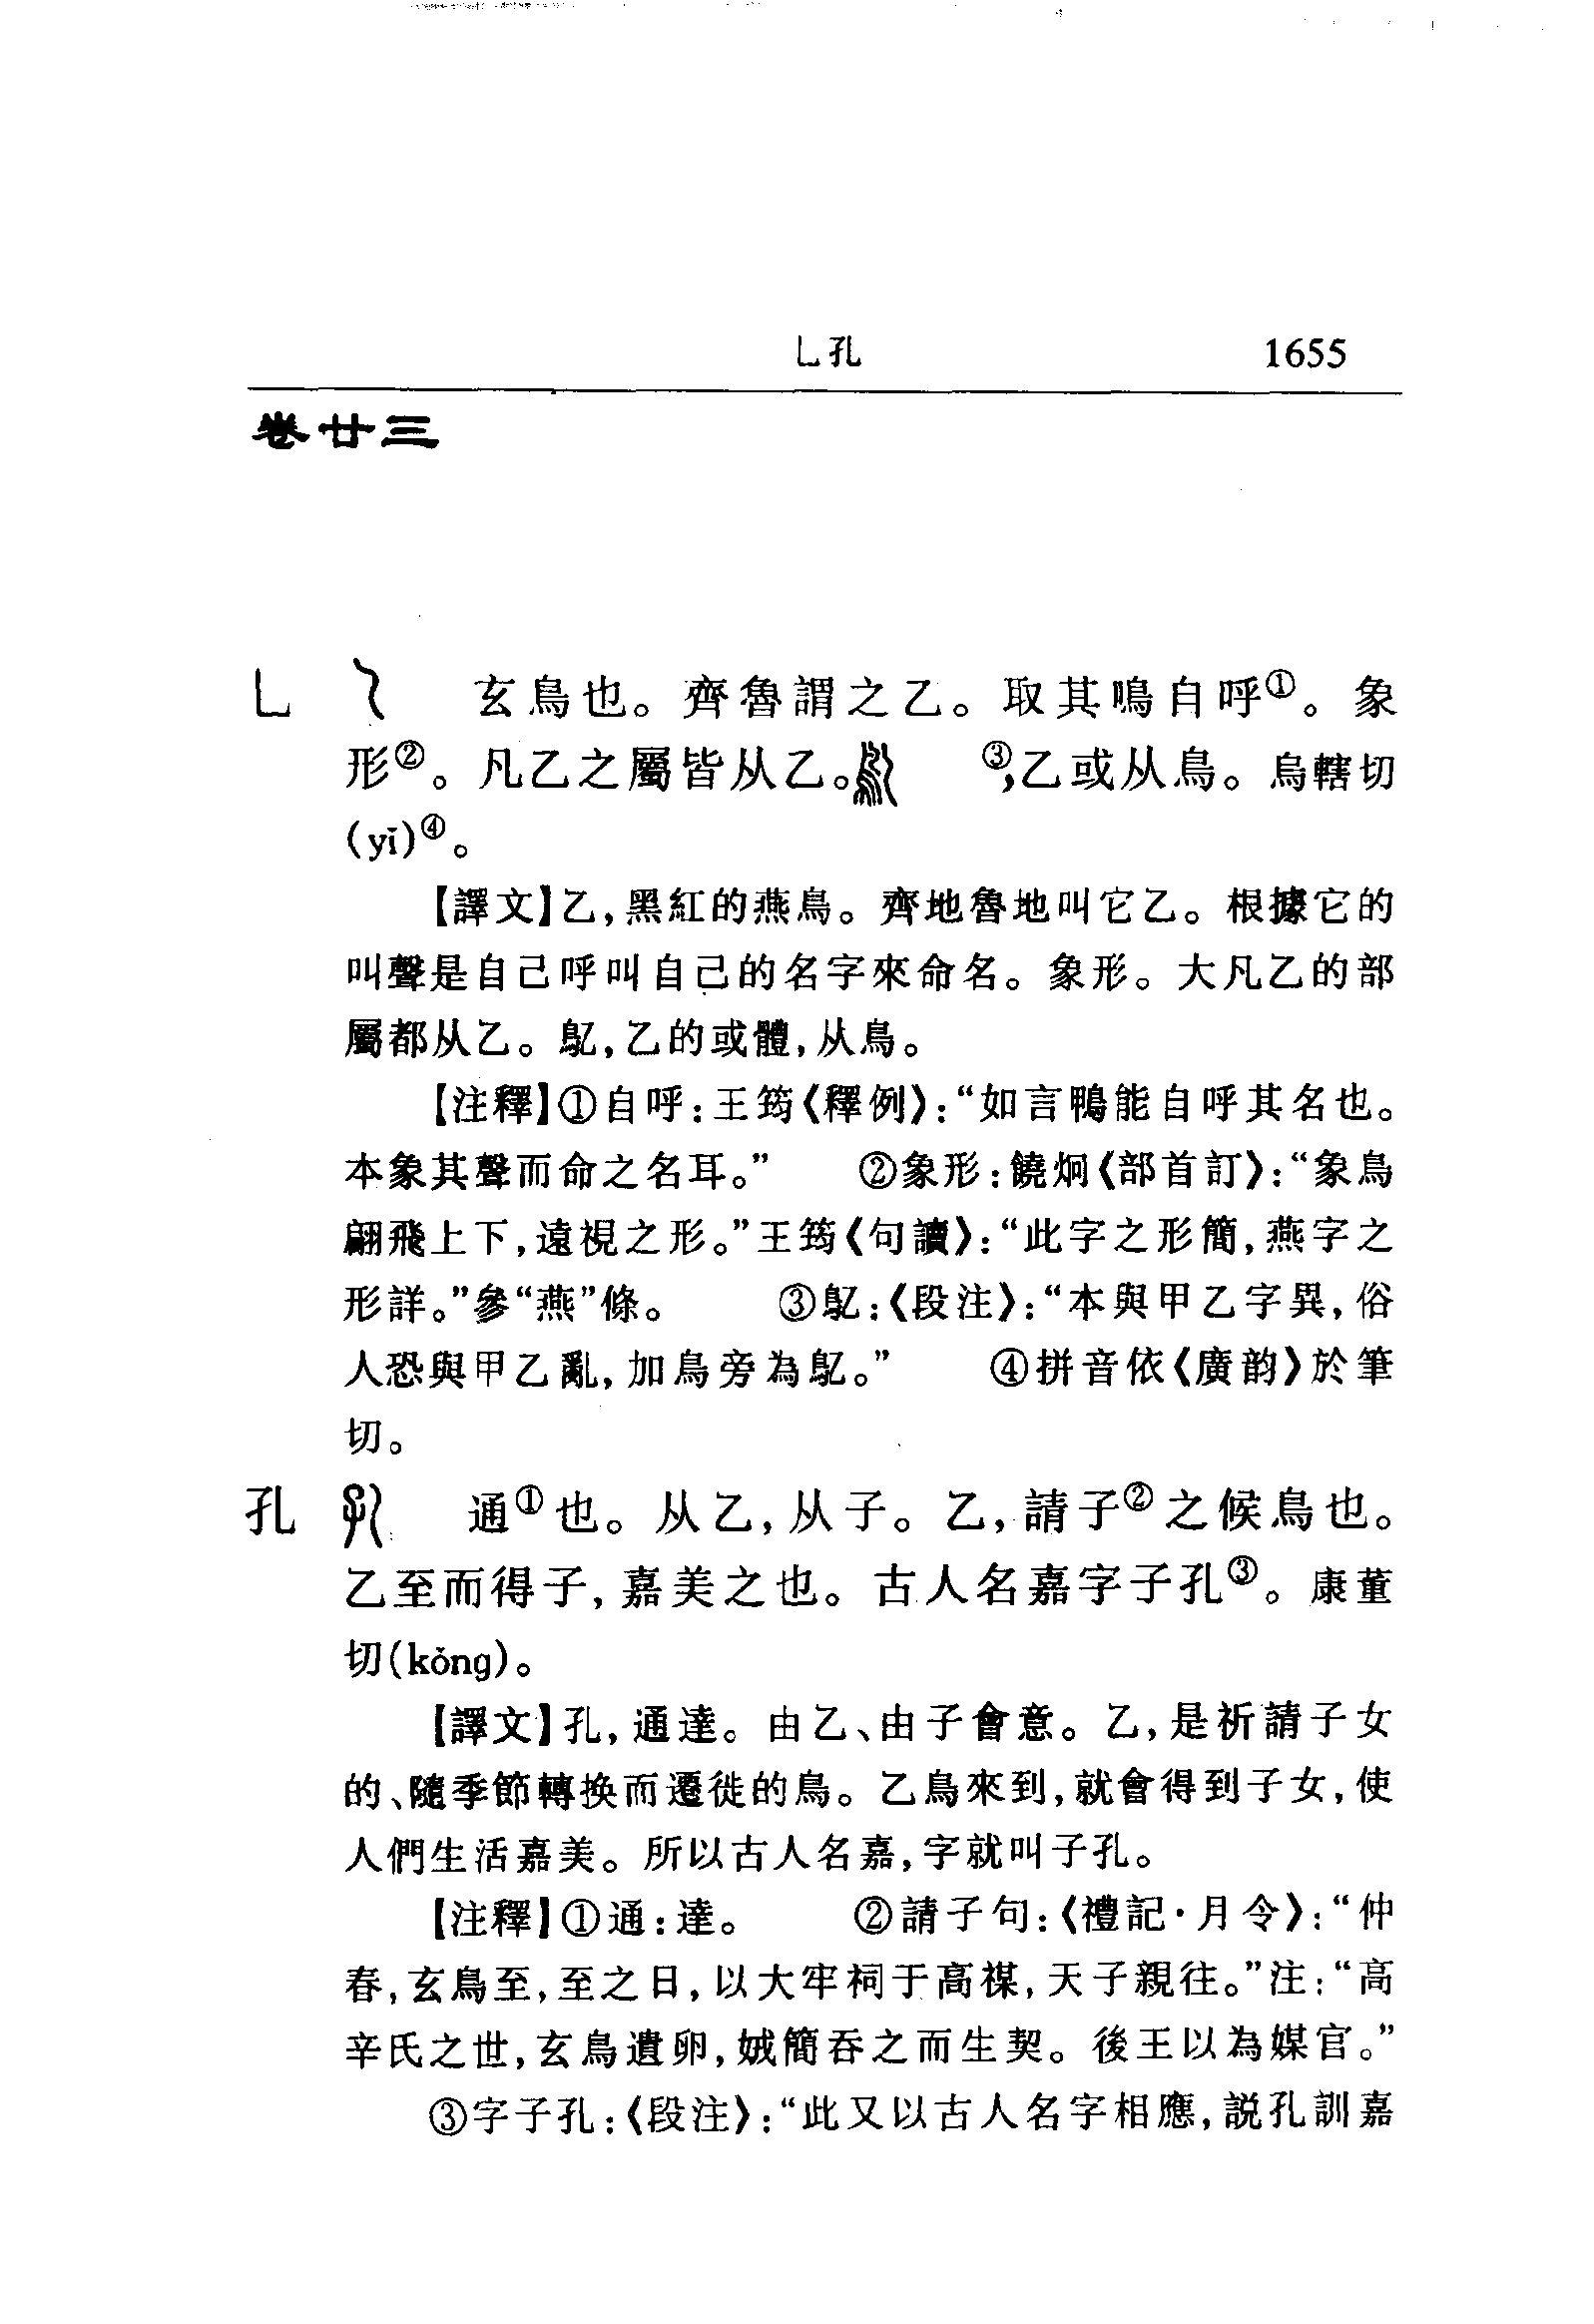 乚孔 1655
卷廿三
乚 玄鳥也。齊魯謂之乙。取其鳴自呼①。象
形②。凡乙之屬皆从乙。③,乙或从鳥。烏轄切
(yǐ)④。
【譯文】乙,黑紅的燕鳥。齊地魯地叫它乙。根據它的
叫聲是自己呼叫自己的名字來命名。象形。大凡乙的部
屬都从乙。鳦,乙的或體,从鳥。
【注釋】①自呼:王筠《釋例》:“如言鴨能自呼其名也。
本象其聲而命之名耳。” ②象形:饒炯《部首訂》:“象鳥
翩飛上下,遠視之形。”王筠《句讀》:“此字之形簡,燕字之
形詳。”參“燕”條。 ③鳦:《段注》:“本與甲乙字異,俗
人恐與甲乙亂,加鳥旁為鳦。” ④拼音依《廣韵》於筆
切。
孔 通①也。从乙,从子。乙,請子②之候鳥也。
乙至而得子,嘉美之也。古人名嘉字子孔③。康董
切(kǒng)。
【譯文】孔,通達。由乙、由子會意。乙,是祈請子女
的、隨季節轉换而遷徙的鳥。乙鳥來到,就會得到子女,使
人們生活嘉美。所以古人名嘉,字就叫子孔。
【注釋】①通:達。 ②請子句:《禮記·月令》:“仲
春,玄鳥至,至之日,以大牢祠于高禖,天子親往。”注:“高
辛氏之世,玄鳥遺卵,娀簡吞之而生契。後王以為媒官。”
③字子孔:《段注》:“此又以古人名字相應,説孔訓嘉